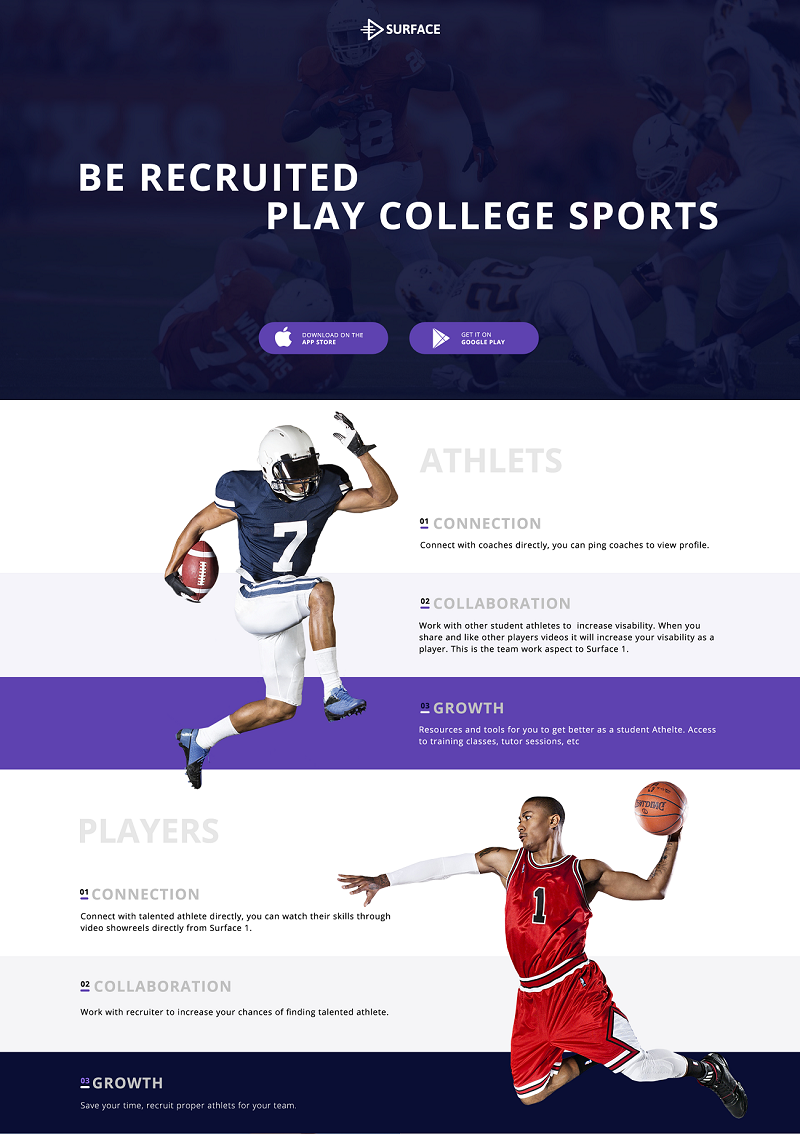 SURFACE
BE RECRUITED
PLAY COLLEGE SPORTS
DOWNLOAD ON THE
APP STORE
GET IT ON
GOOGLE PLAY
ATHLETS
01 CONNECTION
Connect with coaches directly, you can ping coaches to view profile.
02 COLLABORATION
Work with other student athletes to  increase visability. When you
share and like other players videos it will increase your visability as a
player. This is the team work aspect to Surface 1.
03 GROWTH
Resources and tools for you to get better as a student Athelte. Access
to training classes, tutor sessions, etc
7
PLAYERS
01 CONNECTION
Connect with talented athlete directly, you can watch their skills through
video showreels directly from Surface 1.
SPALDING
1
02 COLLABORATION
Work with recruiter to increase your chances of finding talented athlete.
03 GROWTH
Save your time, recruit proper athlets for your team.